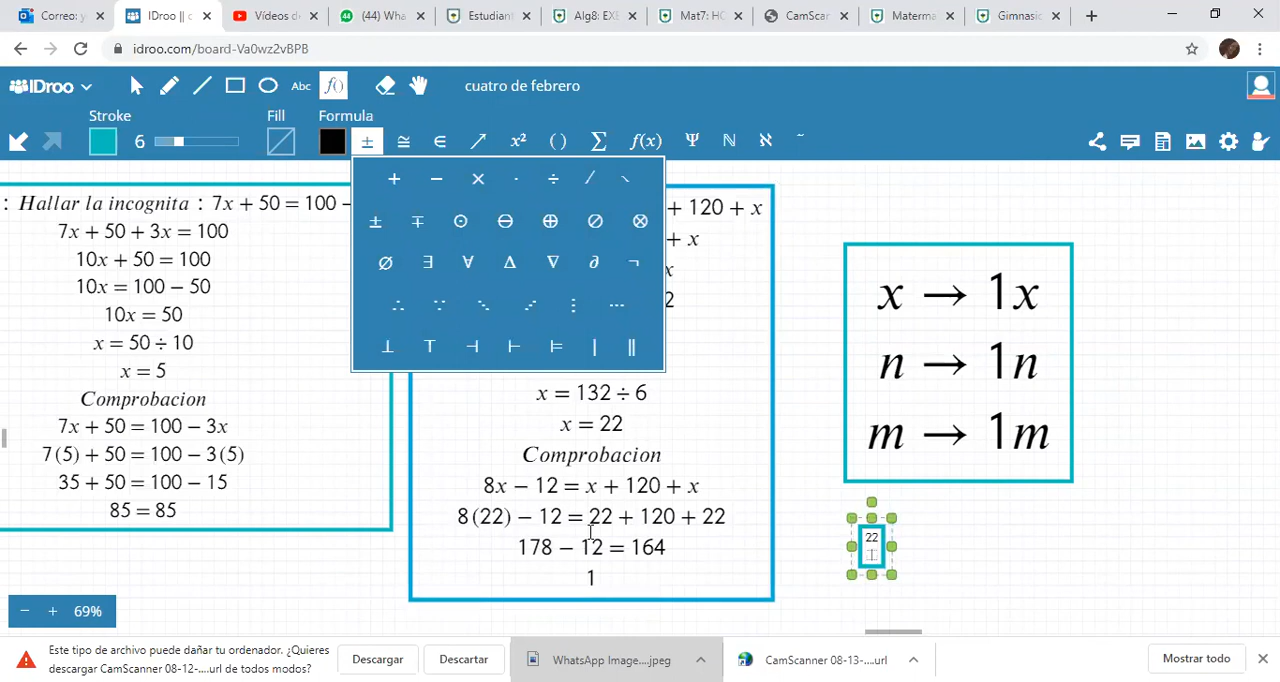 Correo: y
IDroo || c
Vídeos d
(44) Wha
Estudiant
Alg8: EXE
Mat7: HO
CamScar
Materma
Gimnasic
idroo.com/board-Va0wz2vBPB
IDroo
Abc
f()
cuatro de febrero
Stroke
Fill
Formula
6
± ≅ ∈ ↗ x² ( ) ∑ f(x) Ψ ℕ ℵ ~
+ − × · ÷ ∕ ∖
± ∓ ⊙ ⊖ ⊕ ⊘ ⊗
∅ ∃ ∀ Δ ∇ ∂ ¬
∴ ∵ ⋱ ⋰ ⋮ ⋯
⊥ ⊤ ⊣ ⊢ ⊨ | ‖
: Hallar la incognita : 7x + 50 = 100 −
7x + 50 + 3x = 100
10x + 50 = 100
10x = 100 − 50
10x = 50
x = 50 ÷ 10
x = 5
Comprobacion
7x + 50 = 100 − 3x
7(5) + 50 = 100 − 3(5)
35 + 50 = 100 − 15
85 = 85
+ 120 + x
+ x
x
2
x = 132 ÷ 6
x = 22
Comprobacion
8x − 12 = x + 120 + x
8(22) − 12 = 22 + 120 + 22
178 − 12 = 164
1
x → 1x
n → 1n
m → 1m
22
− + 69%
Este tipo de archivo puede dañar tu ordenador. ¿Quieres
descargar CamScanner 08-12-....url de todos modos?
Descargar
Descartar
WhatsApp Image....jpeg
CamScanner 08-13-....url
Mostrar todo